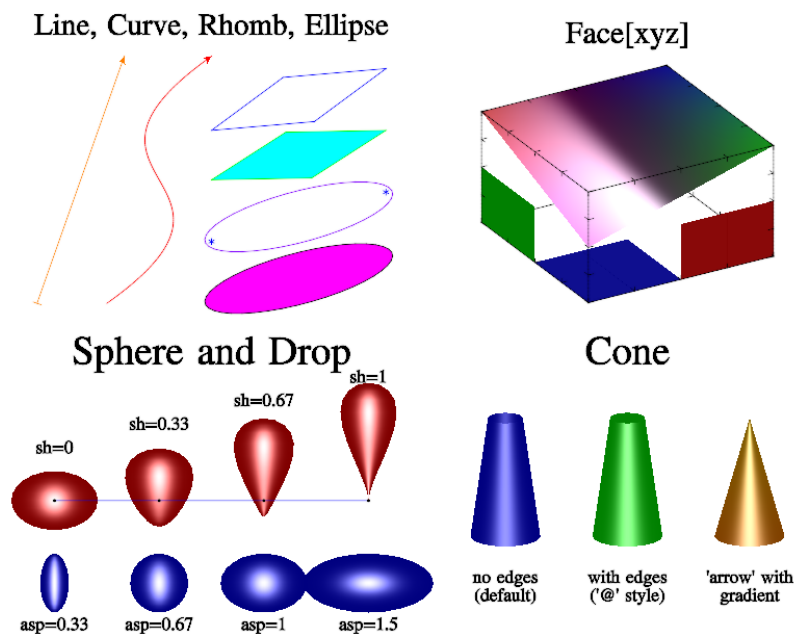 Line, Curve, Rhomb, Ellipse
Face[xyz]
Sphere and Drop
Cone
sh=0
sh=0.33
sh=0.67
sh=1
asp=0.33
asp=0.67
asp=1
asp=1.5
no edges
(default)
with edges
('@' style)
'arrow' with
gradient